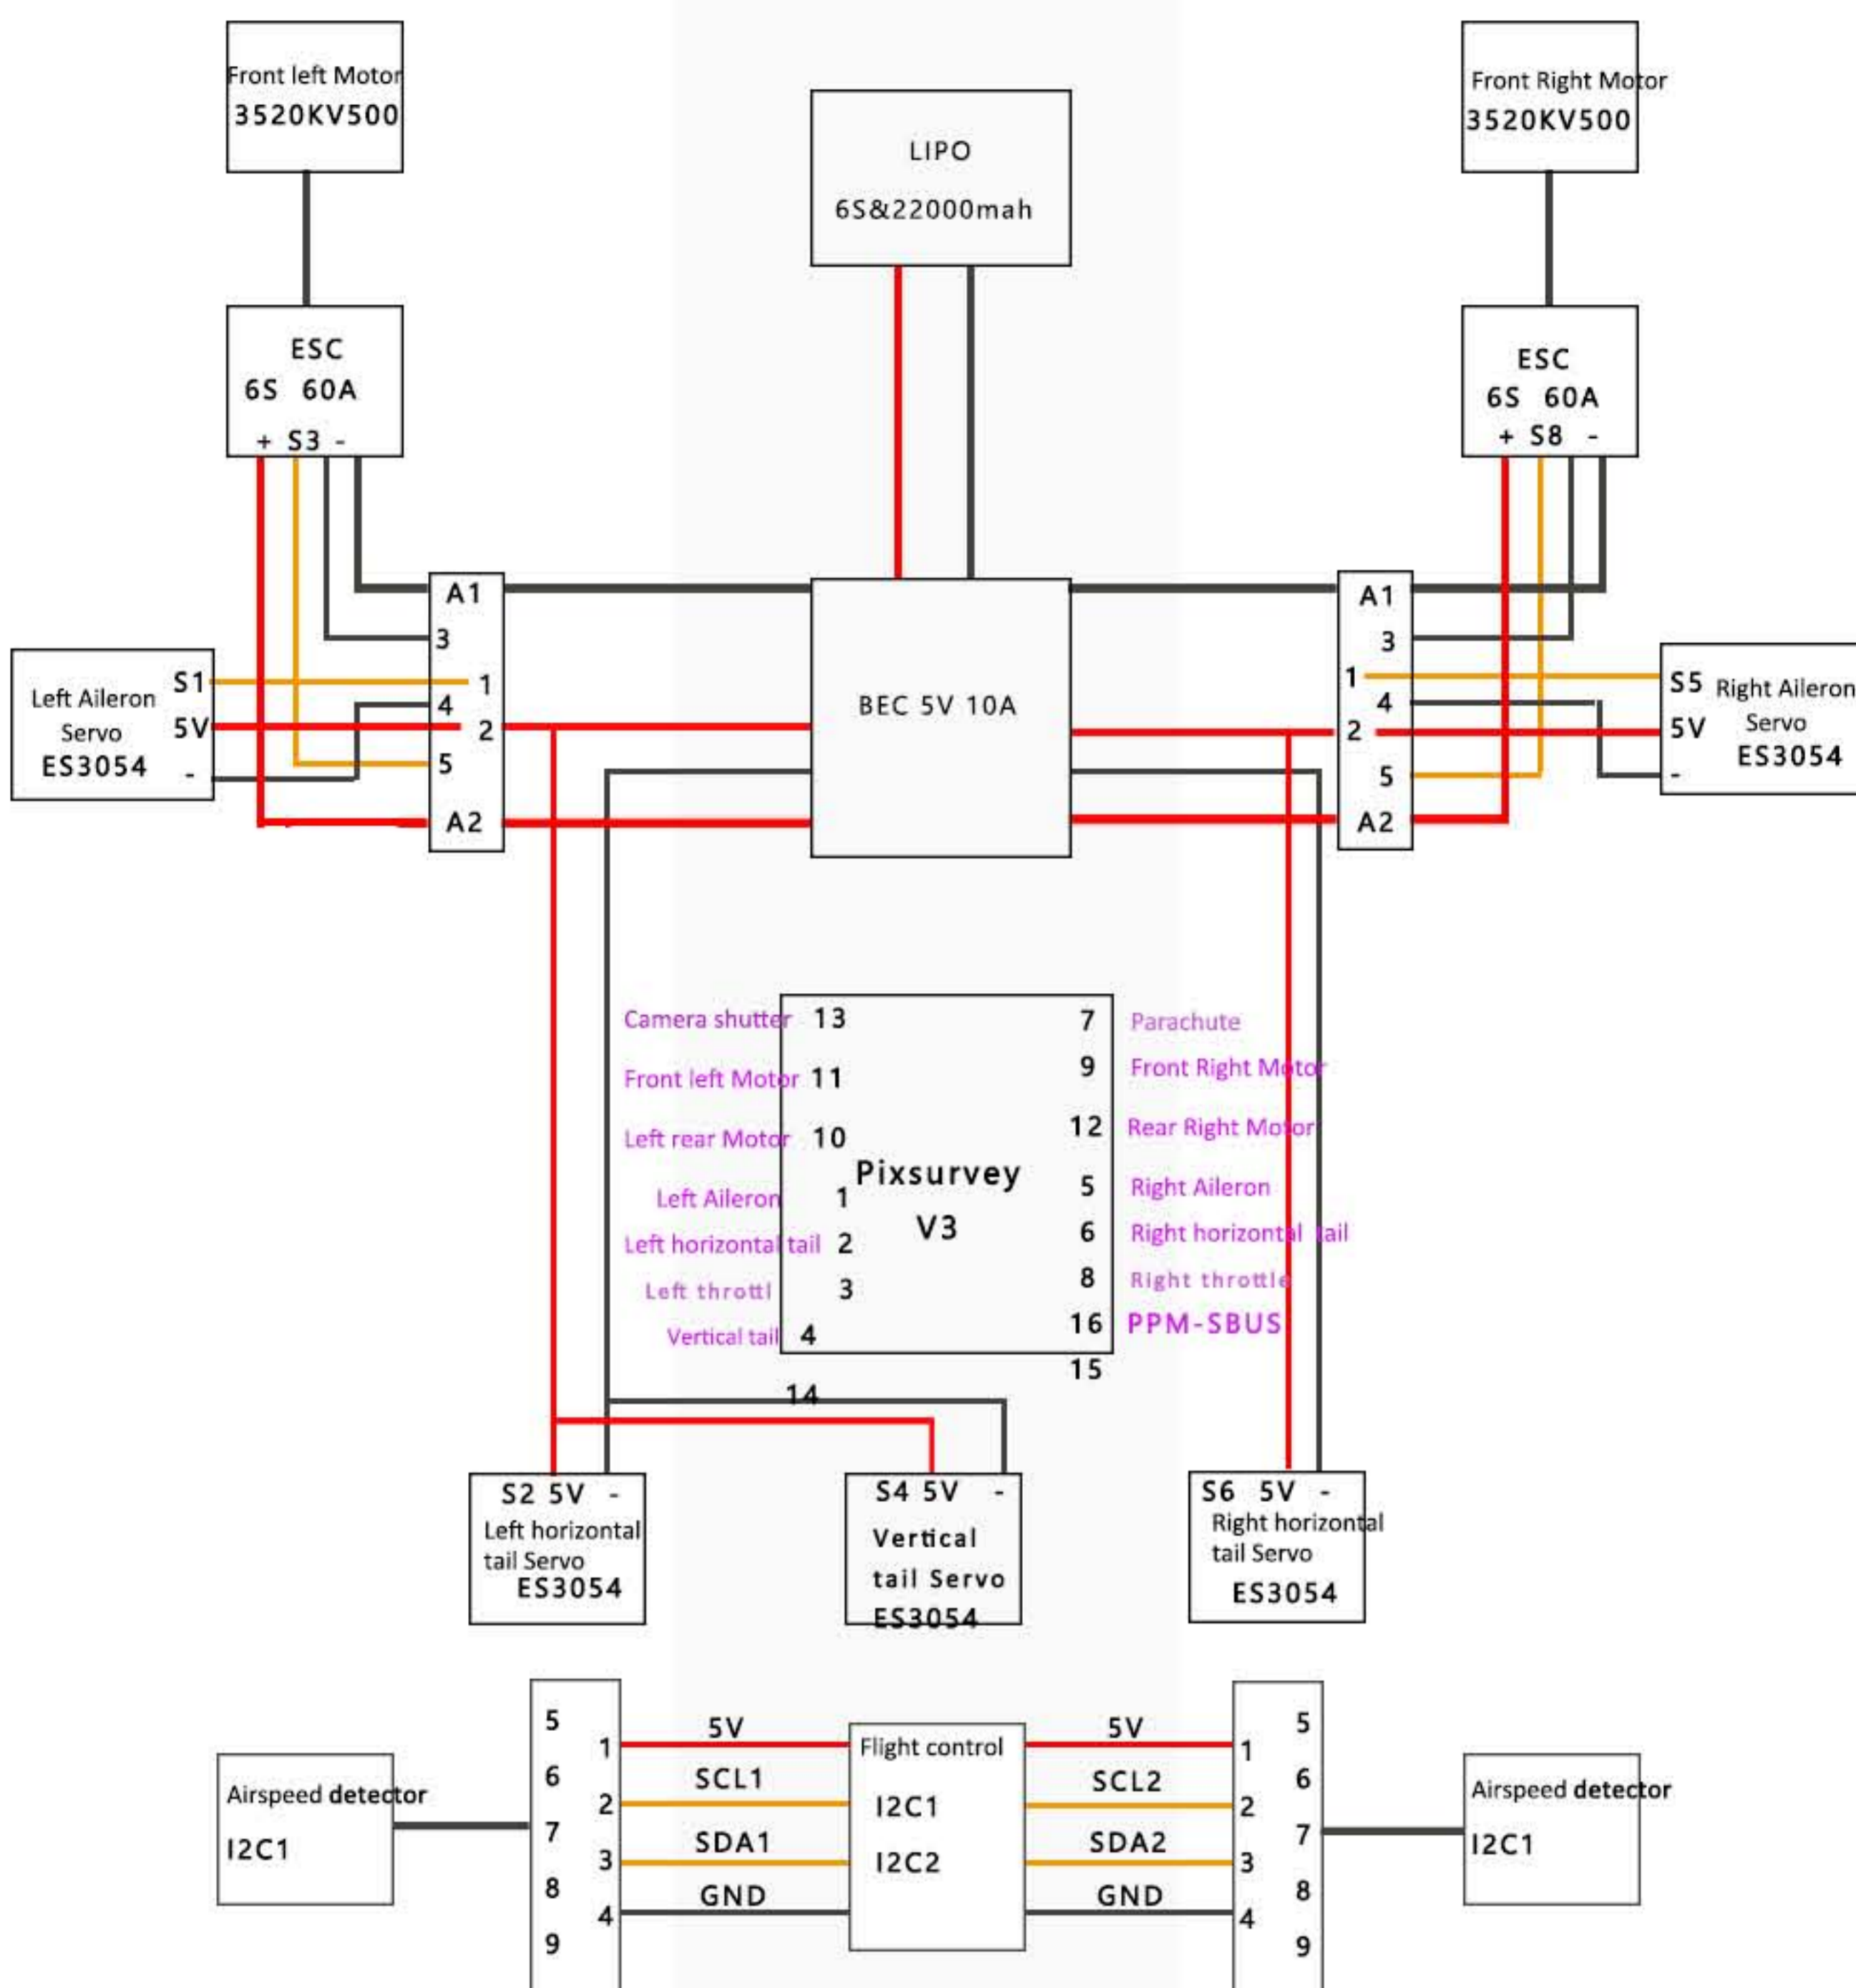 Front left Motor
3520KV500
Front Right Motor
3520KV500
LIPO
6S&22000mah
ESC
6S 60A
+ S3 -
ESC
6S 60A
+ S8 -
A1
3
1
4
2
5
A2
A1
3
1
4
2
5
A2
Left Aileron
Servo
ES3054
S1
5V
-
BEC 5V 10A
S5
5V
-
Right Aileron
Servo
ES3054
Camera shutter 13
Front left Motor 11
Left rear Motor 10
Left Aileron 1
Left horizontal tail 2
Left throttl 3
Vertical tail 4
14
Pixsurvey
V3
7 Parachute
9 Front Right Motor
12 Rear Right Motor
5 Right Aileron
6 Right horizontal tail
8 Right throttle
16 PPM-SBUS
15
S2 5V -
Left horizontal
tail Servo
ES3054
S4 5V -
Vertical
tail Servo
ES3054
S6 5V -
Right horizontal
tail Servo
ES3054
Airspeed detector
I2C1
5
6
7
8
9
1
2
3
4
5V
SCL1
SDA1
GND
Flight control
I2C1
I2C2
5V
SCL2
SDA2
GND
1
2
3
4
5
6
7
8
9
Airspeed detector
I2C1